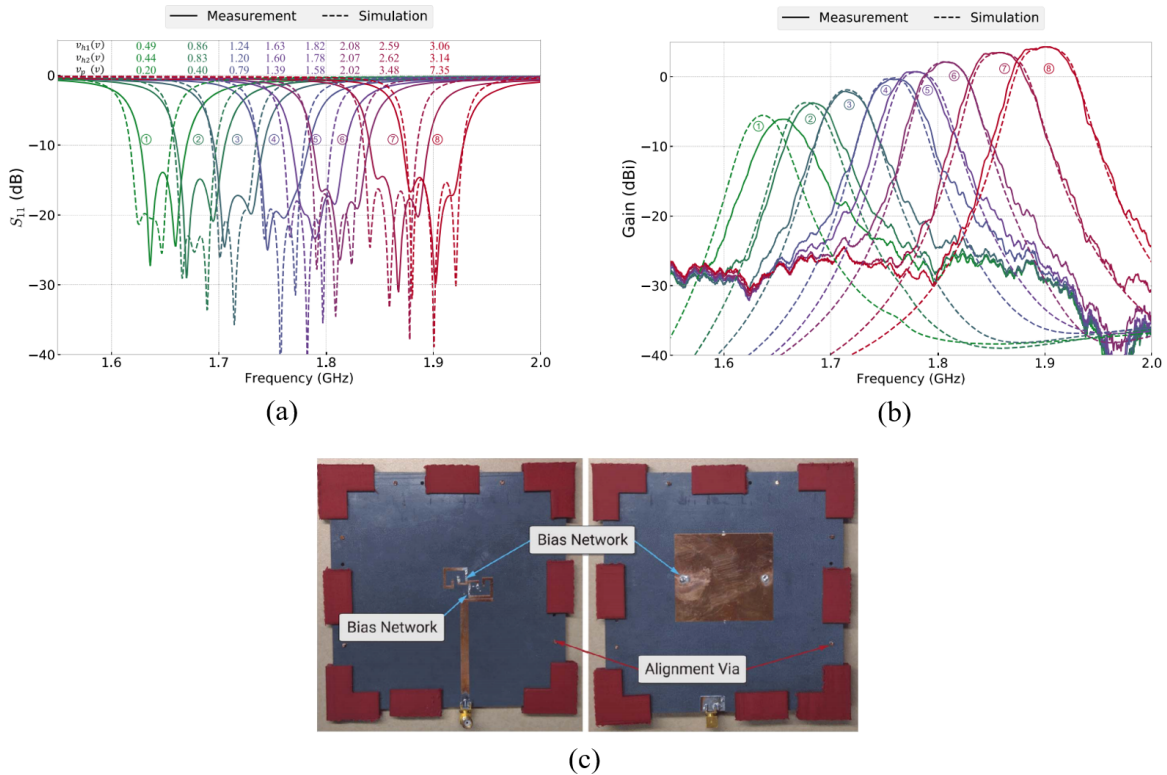 Measurement Simulation
v_h1(v) 0.49 0.86 1.24 1.63 1.82 2.08 2.59 3.06
v_h2(v) 0.44 0.83 1.20 1.60 1.78 2.07 2.62 3.14
v_p (v) 0.20 0.40 0.79 1.39 1.58 2.02 3.48 7.35
0
−10
−20
−30
−40
S₁₁ (dB)
① ② ③ ④ ⑤ ⑥ ⑦ ⑧
1.6 1.7 1.8 1.9 2.0
Frequency (GHz)
(a)
Measurement Simulation
0
−10
−20
−30
−40
Gain (dBi)
① ② ③ ④ ⑤ ⑥ ⑦ ⑧
1.6 1.7 1.8 1.9 2.0
Frequency (GHz)
(b)
Bias Network
Bias Network
Alignment Via
(c)